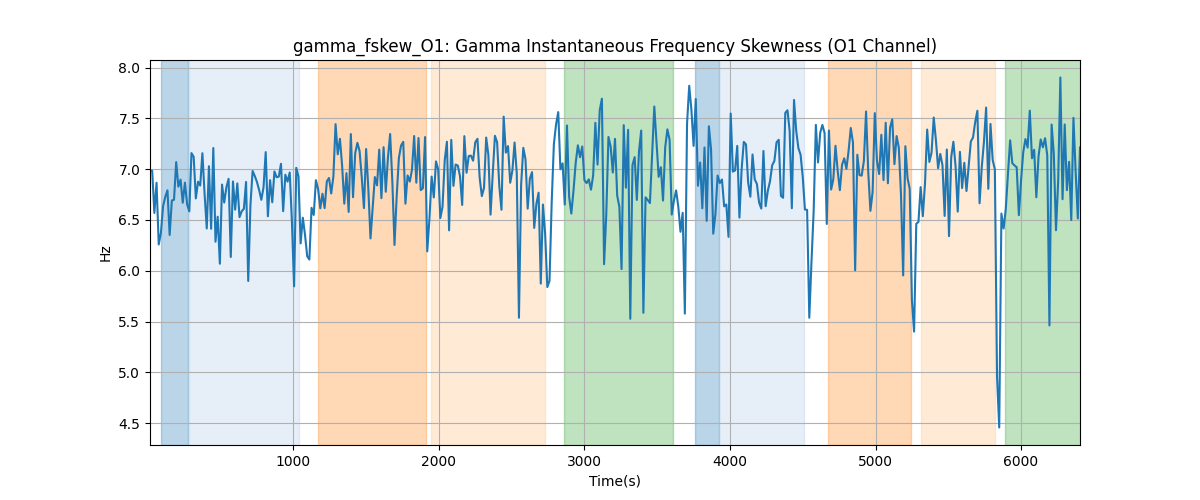 gamma_fskew_O1: Gamma Instantaneous Frequency Skewness (O1 Channel)
8.0
7.5
7.0
6.5
6.0
5.5
5.0
4.5
Hz
1000 2000 3000 4000 5000 6000
Time(s)